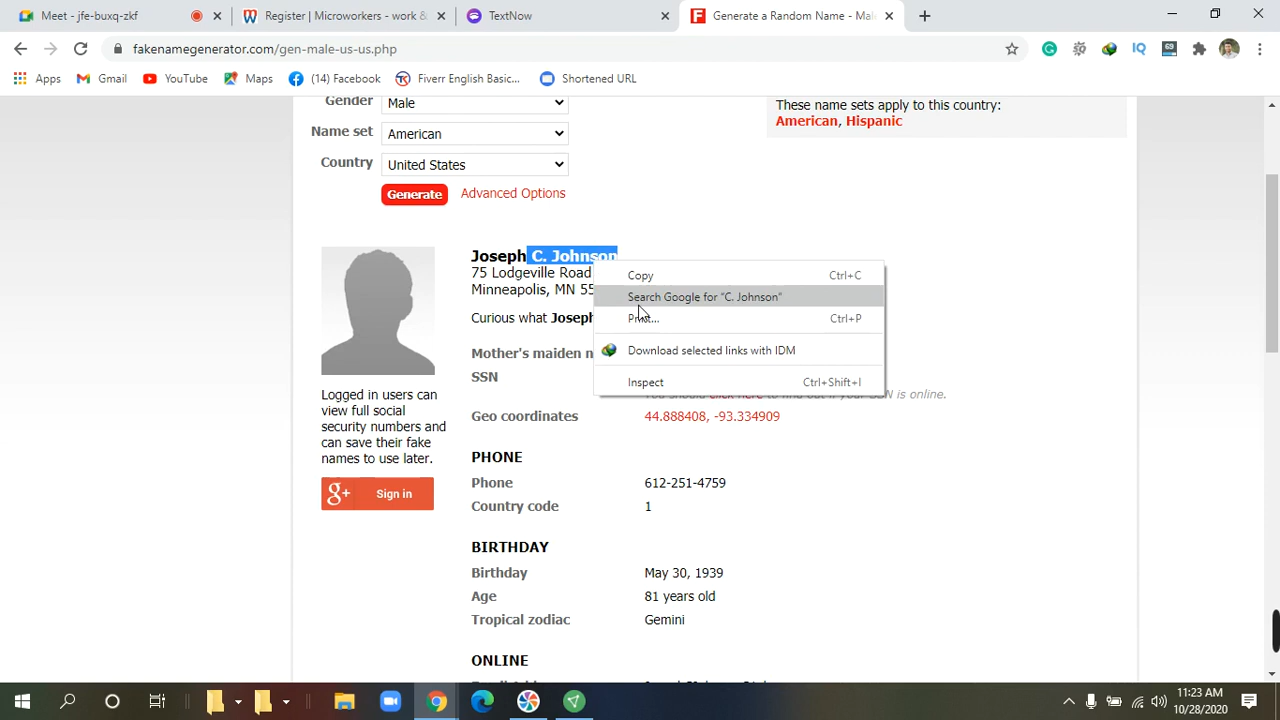 Meet - jfe-buxq-zkf
Register | Microworkers - work &
TextNow
Generate a Random Name - Mak
fakenamegenerator.com/gen-male-us-us.php
69
Apps
Gmail
YouTube
Maps
(14) Facebook
Fiverr English Basic...
Shortened URL
Gender Male
Name set American
Country United States
Generate Advanced Options
These name sets apply to this country:
American, Hispanic
Joseph C. Johnson
75 Lodgeville Road
Minneapolis, MN 55
Curious what Joseph
Mother's maiden n
SSN
Copy Ctrl+C
Search Google for “C. Johnson”
Print... Ctrl+P
Download selected links with IDM
Inspect Ctrl+Shift+I
Geo coordinates 44.888408, -93.334909
Logged in users can
view full social
security numbers and
can save their fake
names to use later.
g+ Sign in
PHONE
Phone 612-251-4759
Country code 1
BIRTHDAY
Birthday May 30, 1939
Age 81 years old
Tropical zodiac Gemini
ONLINE
11:23 AM
10/28/2020